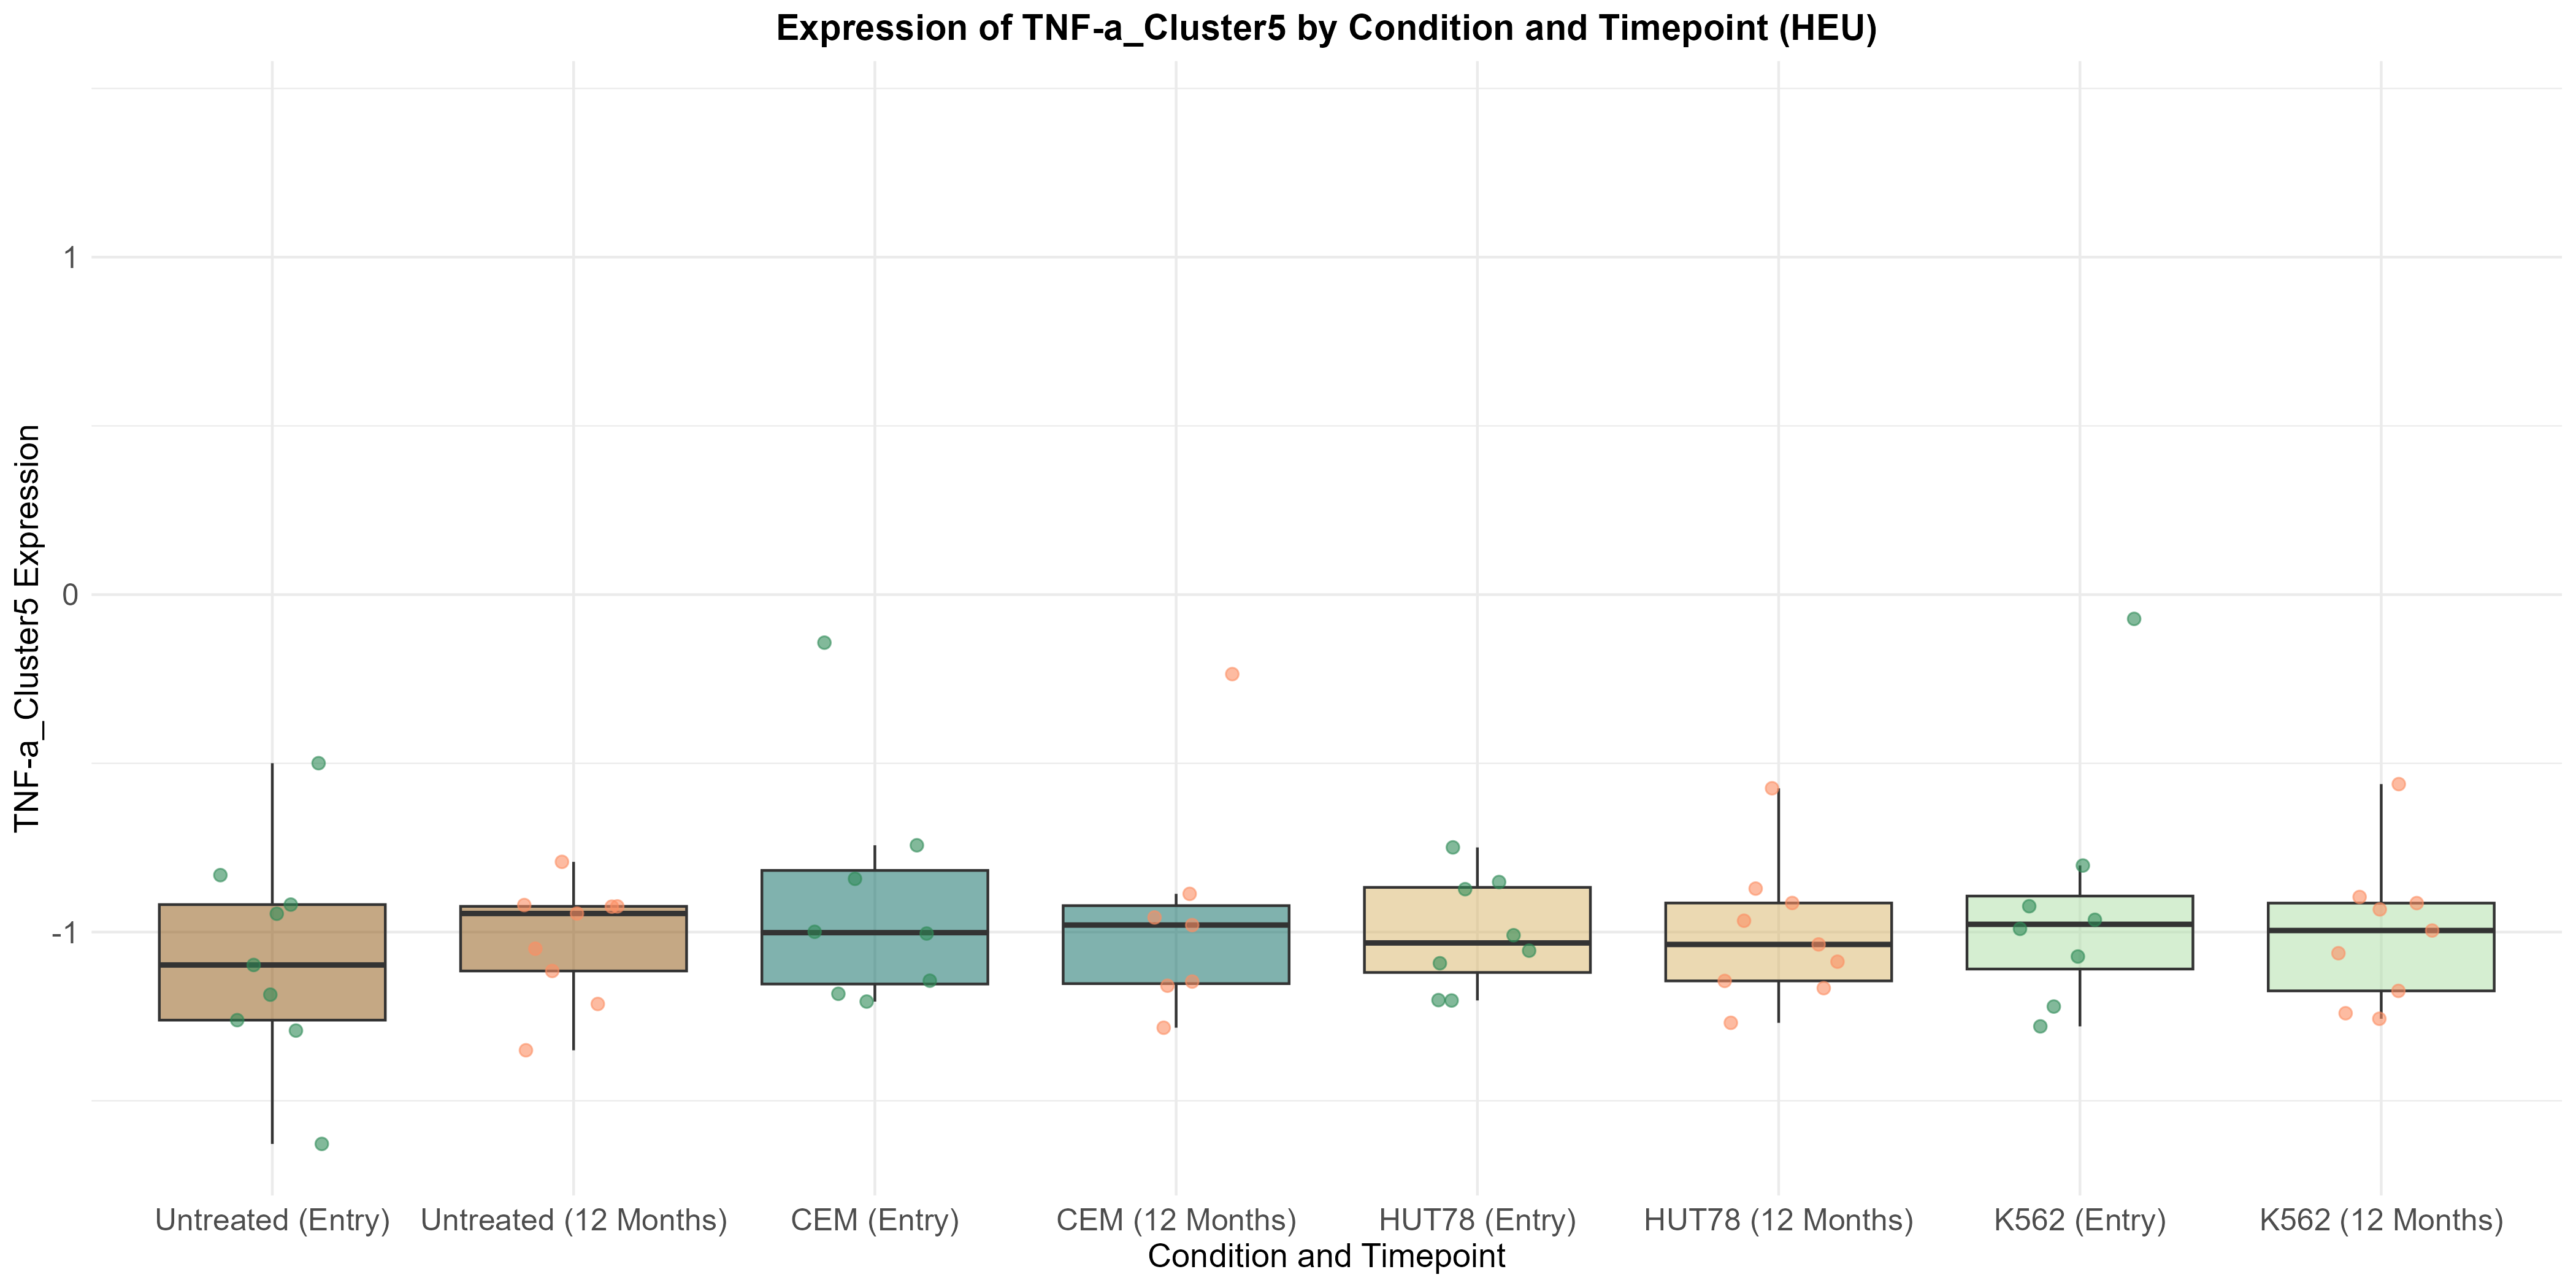 Expression of TNF-a_Cluster5 by Condition and Timepoint (HEU)
TNF-a_Cluster5 Expression
1
0
-1
Untreated (Entry)
Untreated (12 Months)
CEM (Entry)
CEM (12 Months)
HUT78 (Entry)
HUT78 (12 Months)
K562 (Entry)
K562 (12 Months)
Condition and Timepoint